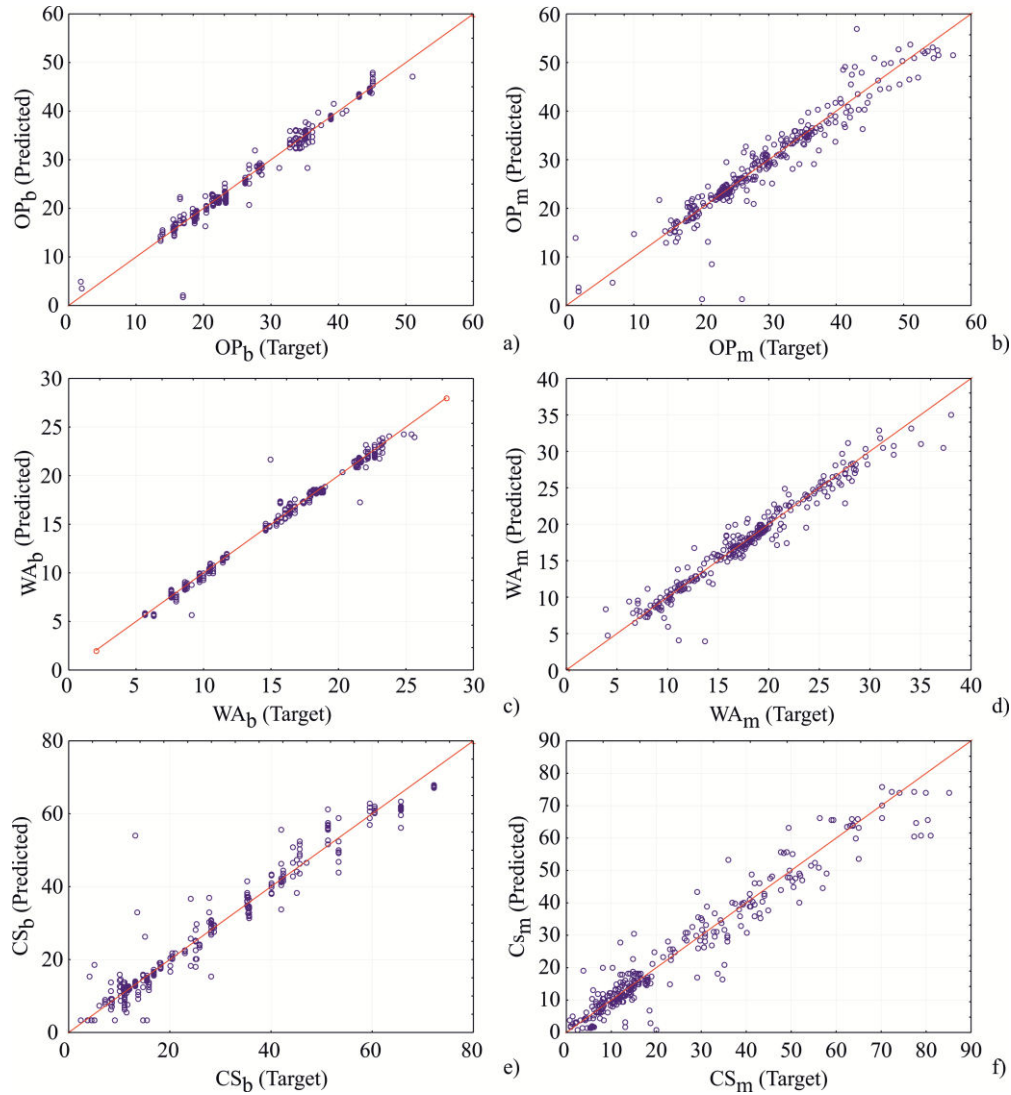 60
50
40
30
20
10
0
OPb (Predicted)
0 10 20 30 40 50 60
OPb (Target)
a)
60
50
40
30
20
10
0
OPm (Predicted)
0 10 20 30 40 50 60
OPm (Target)
b)
30
25
20
15
10
5
0
WAb (Predicted)
0 5 10 15 20 25 30
WAb (Target)
c)
40
35
30
25
20
15
10
5
0
WAm (Predicted)
0 5 10 15 20 25 30 35 40
WAm (Target)
d)
80
60
40
20
0
CSb (Predicted)
0 20 40 60 80
CSb (Target)
e)
90
80
70
60
50
40
30
20
10
0
Csm (Predicted)
0 10 20 30 40 50 60 70 80 90
CSm (Target)
f)